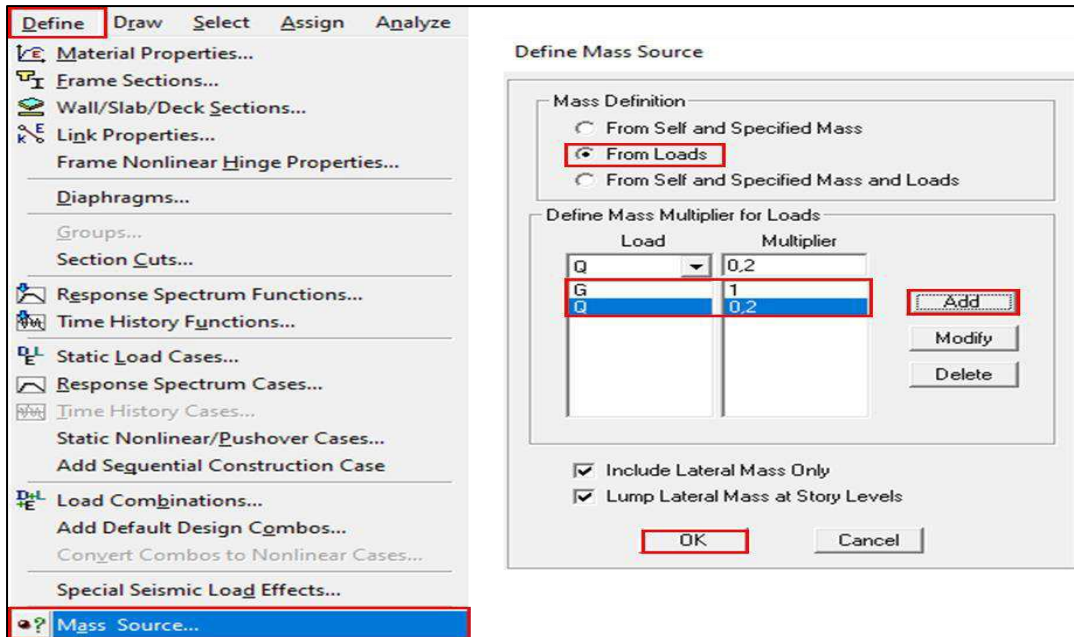 Define Draw Select Assign Analyze
Material Properties...
Frame Sections...
Wall/Slab/Deck Sections...
Link Properties...
Frame Nonlinear Hinge Properties...
Diaphragms...
Groups...
Section Cuts...
Response Spectrum Functions...
Time History Functions...
Static Load Cases...
Response Spectrum Cases...
Time History Cases...
Static Nonlinear/Pushover Cases...
Add Sequential Construction Case
Load Combinations...
Add Default Design Combos...
Convert Combos to Nonlinear Cases...
Special Seismic Load Effects...
Mass Source...
Define Mass Source
Mass Definition
From Self and Specified Mass
From Loads
From Self and Specified Mass and Loads
Define Mass Multiplier for Loads
Load Multiplier
Q 0,2
G 1
Q 0,2
Add
Modify
Delete
Include Lateral Mass Only
Lump Lateral Mass at Story Levels
OK Cancel